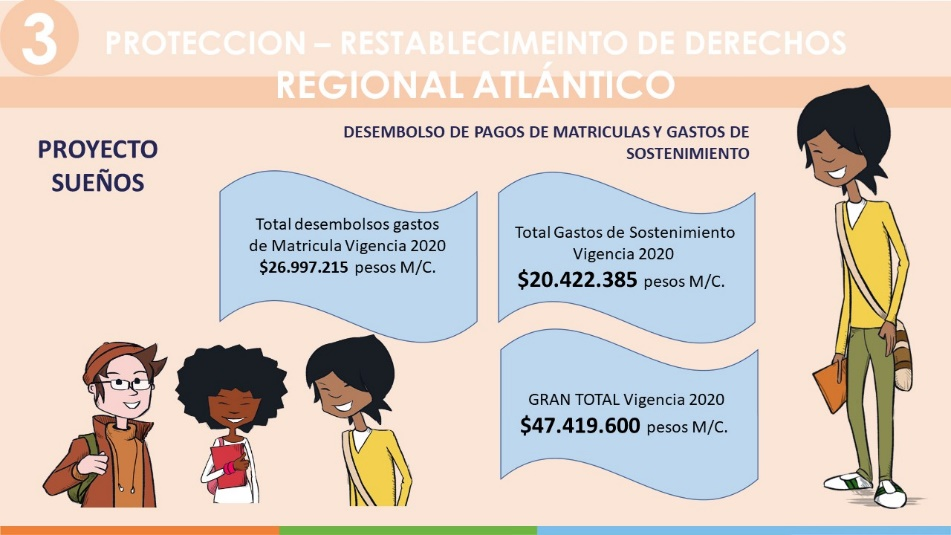 3
PROTECCION – RESTABLECIMEINTO DE DERECHOS
REGIONAL ATLÁNTICO
PROYECTO
SUEÑOS
DESEMBOLSO DE PAGOS DE MATRICULAS Y GASTOS DE
SOSTENIMIENTO
Total desembolsos gastos
de Matricula Vigencia 2020
$26.997.215 pesos M/C.
Total Gastos de Sostenimiento
Vigencia 2020
$20.422.385 pesos M/C.
GRAN TOTAL Vigencia 2020
$47.419.600 pesos M/C.